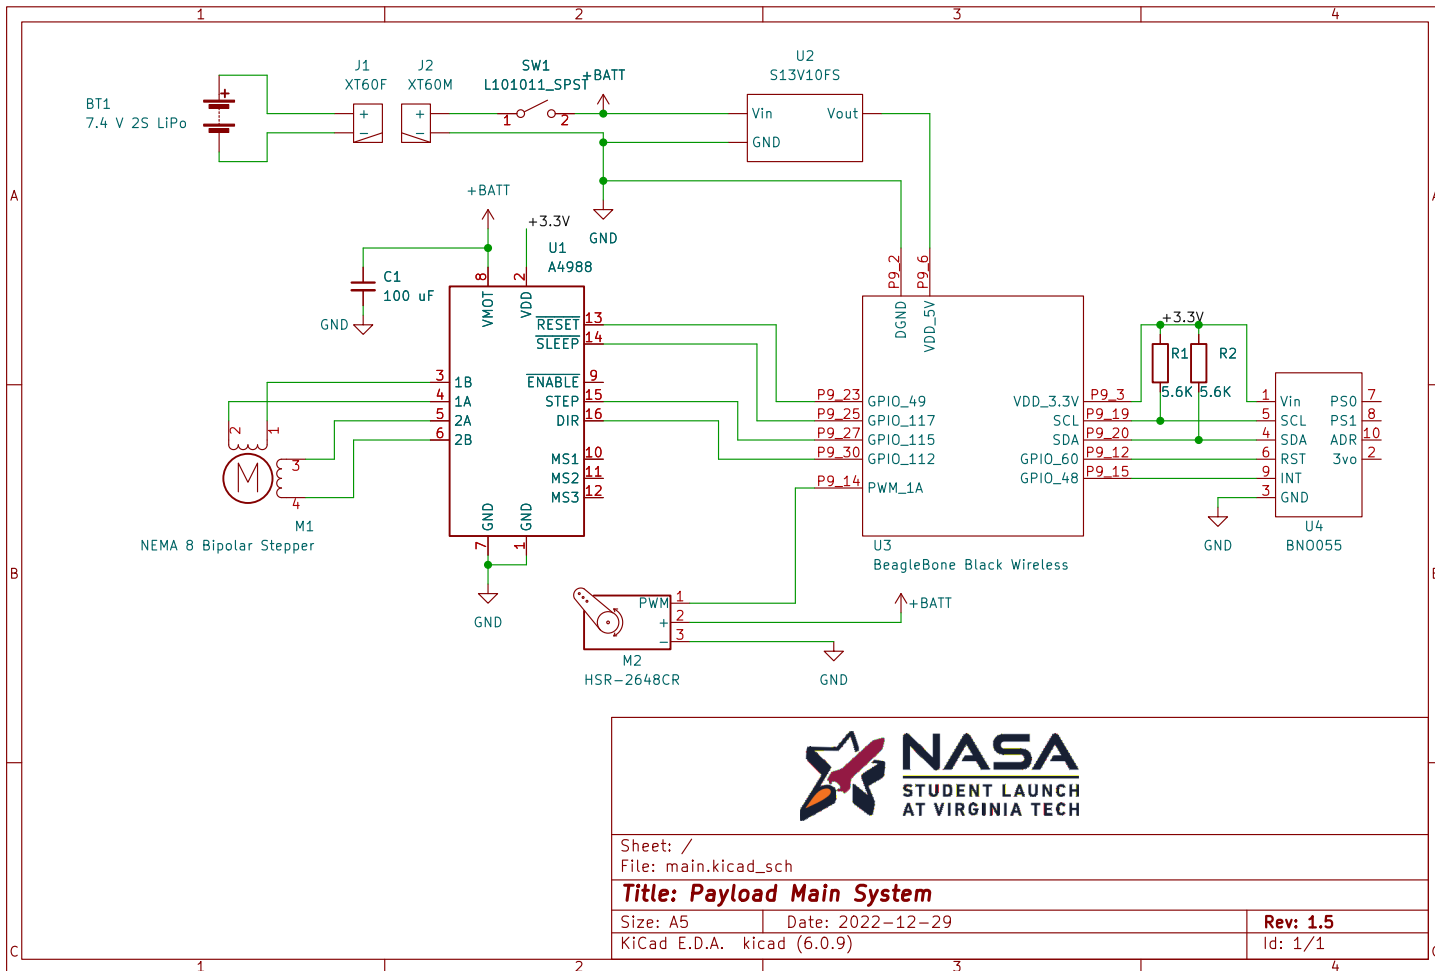 1 2 3 4
A
B
C
A
B
C
1 2 3 4
BT1
7.4 V 2S LiPo
+
J1
XT60F
+
−
J2
XT60M
+
−
SW1
L101011_SPST
1 2
+BATT
U2
S13V10FS
Vin Vout
GND
GND
+BATT
+3.3V
U1
A4988
C1
100 uF
GND
8 2
VMOT VDD
RESET 13
SLEEP 14
ENABLE 9
STEP 15
DIR 16
MS1 10
MS2 11
MS3 12
3 1B
4 1A
5 2A
6 2B
GND GND
7 1
GND
2 1
M
3
4
M1
NEMA 8 Bipolar Stepper
P9_2 P9_6
DGND VDD_5V
P9_23 GPIO_49
P9_25 GPIO_117
P9_27 GPIO_115
P9_30 GPIO_112
P9_14 PWM_1A
VDD_3.3V P9_3
SCL P9_19
SDA P9_20
GPIO_60 P9_12
GPIO_48 P9_15
U3
BeagleBone Black Wireless
+3.3V
R1 R2
5.6K 5.6K
1 Vin PS0 7
5 SCL PS1 8
4 SDA ADR 10
6 RST 3vo 2
9 INT
3 GND
GND
U4
BNO055
PWM 1
+ 2
− 3
+BATT
GND
M2
HSR−2648CR
NASA
STUDENT LAUNCH
AT VIRGINIA TECH
Sheet: /
File: main.kicad_sch
Title: Payload Main System
Size: A5 Date: 2022−12−29 Rev: 1.5
KiCad E.D.A. kicad (6.0.9) Id: 1/1